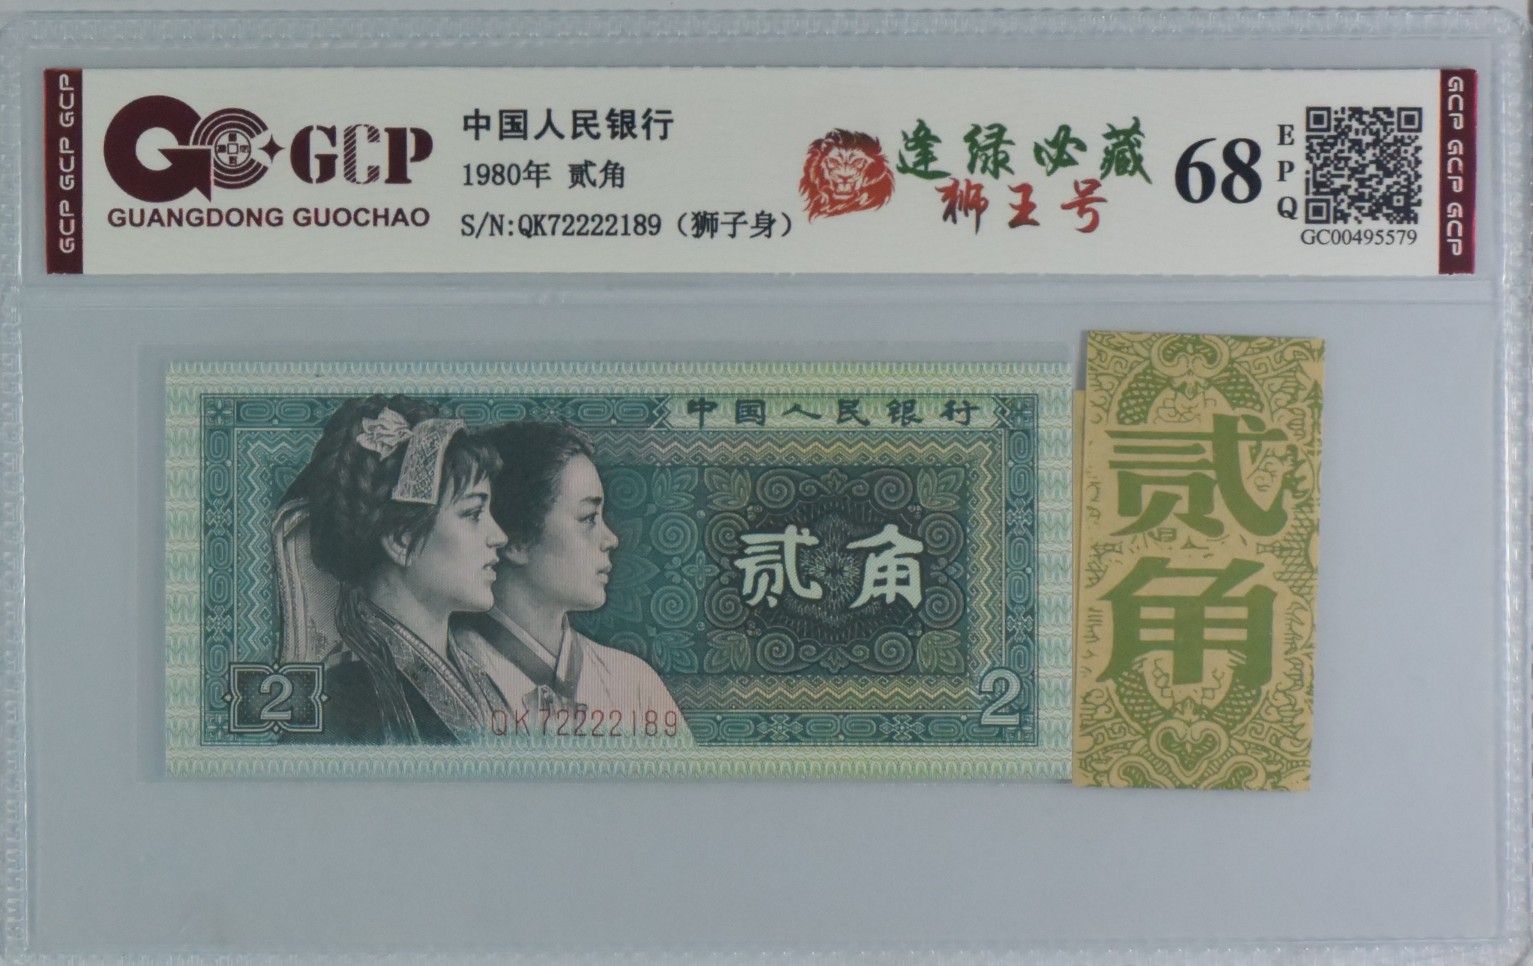 GCP GCP GCP
GCP
GUANGDONG GUOCHAO
中国人民银行
1980年 贰角
S/N:QK72222189（狮子身）
逢绿必藏
狮王号
68
EPQ
GC00495579
GCP GCP GCP
中国人民银行
贰角
2
QK72222189
2
贰角